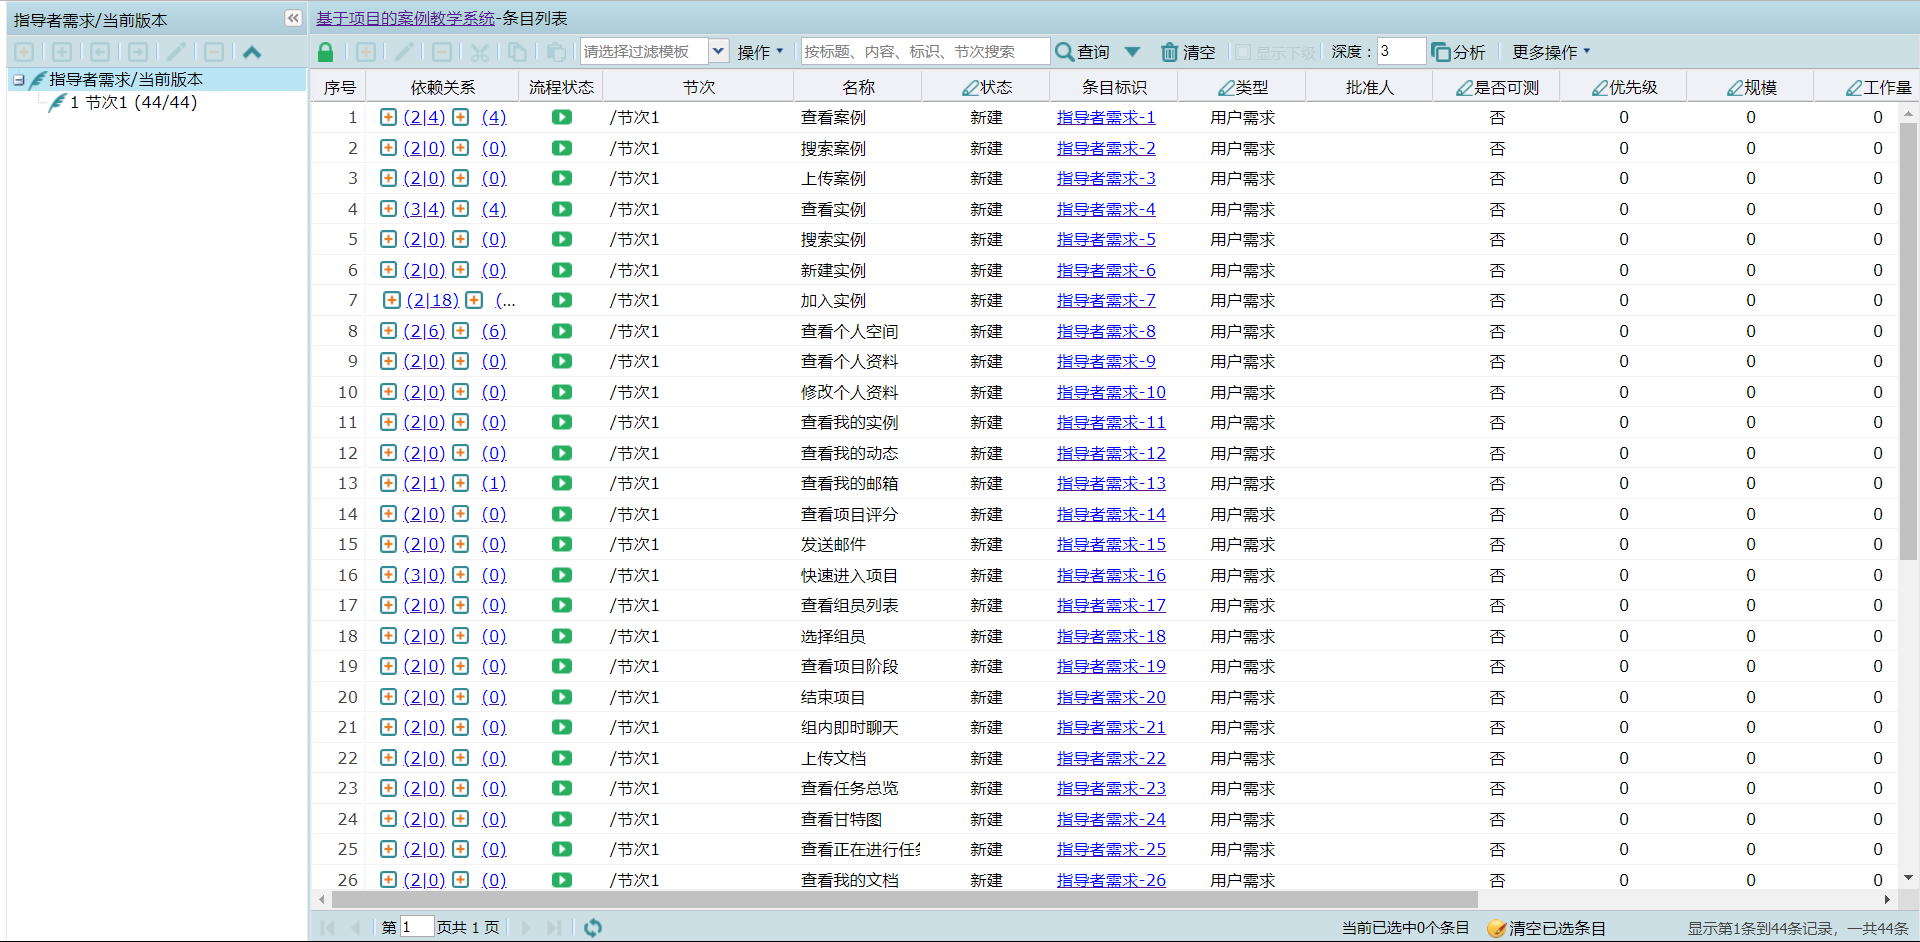 指导者需求/当前版本
基于项目的案例教学系统-条目列表
请选择过滤模板 操作 按标题、内容、标识、节次搜索 查询 清空 显示下级 深度：3 分析 更多操作
指导者需求/当前版本
1 节次1 (44/44)
序号 依赖关系 流程状态 节次 名称 状态 条目标识 类型 批准人 是否可测 优先级 规模 工作量
1 (2|4) (4) /节次1 查看案例 新建 指导者需求-1 用户需求 否 0 0 0
2 (2|0) (0) /节次1 搜索案例 新建 指导者需求-2 用户需求 否 0 0 0
3 (2|0) (0) /节次1 上传案例 新建 指导者需求-3 用户需求 否 0 0 0
4 (3|4) (4) /节次1 查看实例 新建 指导者需求-4 用户需求 否 0 0 0
5 (2|0) (0) /节次1 搜索实例 新建 指导者需求-5 用户需求 否 0 0 0
6 (2|0) (0) /节次1 新建实例 新建 指导者需求-6 用户需求 否 0 0 0
7 (2|18) (... /节次1 加入实例 新建 指导者需求-7 用户需求 否 0 0 0
8 (2|6) (6) /节次1 查看个人空间 新建 指导者需求-8 用户需求 否 0 0 0
9 (2|0) (0) /节次1 查看个人资料 新建 指导者需求-9 用户需求 否 0 0 0
10 (2|0) (0) /节次1 修改个人资料 新建 指导者需求-10 用户需求 否 0 0 0
11 (2|0) (0) /节次1 查看我的实例 新建 指导者需求-11 用户需求 否 0 0 0
12 (2|0) (0) /节次1 查看我的动态 新建 指导者需求-12 用户需求 否 0 0 0
13 (2|1) (1) /节次1 查看我的邮箱 新建 指导者需求-13 用户需求 否 0 0 0
14 (2|0) (0) /节次1 查看项目评分 新建 指导者需求-14 用户需求 否 0 0 0
15 (2|0) (0) /节次1 发送邮件 新建 指导者需求-15 用户需求 否 0 0 0
16 (3|0) (0) /节次1 快速进入项目 新建 指导者需求-16 用户需求 否 0 0 0
17 (2|0) (0) /节次1 查看组员列表 新建 指导者需求-17 用户需求 否 0 0 0
18 (2|0) (0) /节次1 选择组员 新建 指导者需求-18 用户需求 否 0 0 0
19 (2|0) (0) /节次1 查看项目阶段 新建 指导者需求-19 用户需求 否 0 0 0
20 (2|0) (0) /节次1 结束项目 新建 指导者需求-20 用户需求 否 0 0 0
21 (2|0) (0) /节次1 组内即时聊天 新建 指导者需求-21 用户需求 否 0 0 0
22 (2|0) (0) /节次1 上传文档 新建 指导者需求-22 用户需求 否 0 0 0
23 (2|0) (0) /节次1 查看任务总览 新建 指导者需求-23 用户需求 否 0 0 0
24 (2|0) (0) /节次1 查看甘特图 新建 指导者需求-24 用户需求 否 0 0 0
25 (2|0) (0) /节次1 查看正在进行任 新建 指导者需求-25 用户需求 否 0 0 0
26 (2|0) (0) /节次1 查看我的文档 新建 指导者需求-26 用户需求 否 0 0 0
第 1 页共 1 页 当前已选中0个条目 清空已选条目 显示第1条到44条记录，一共44条